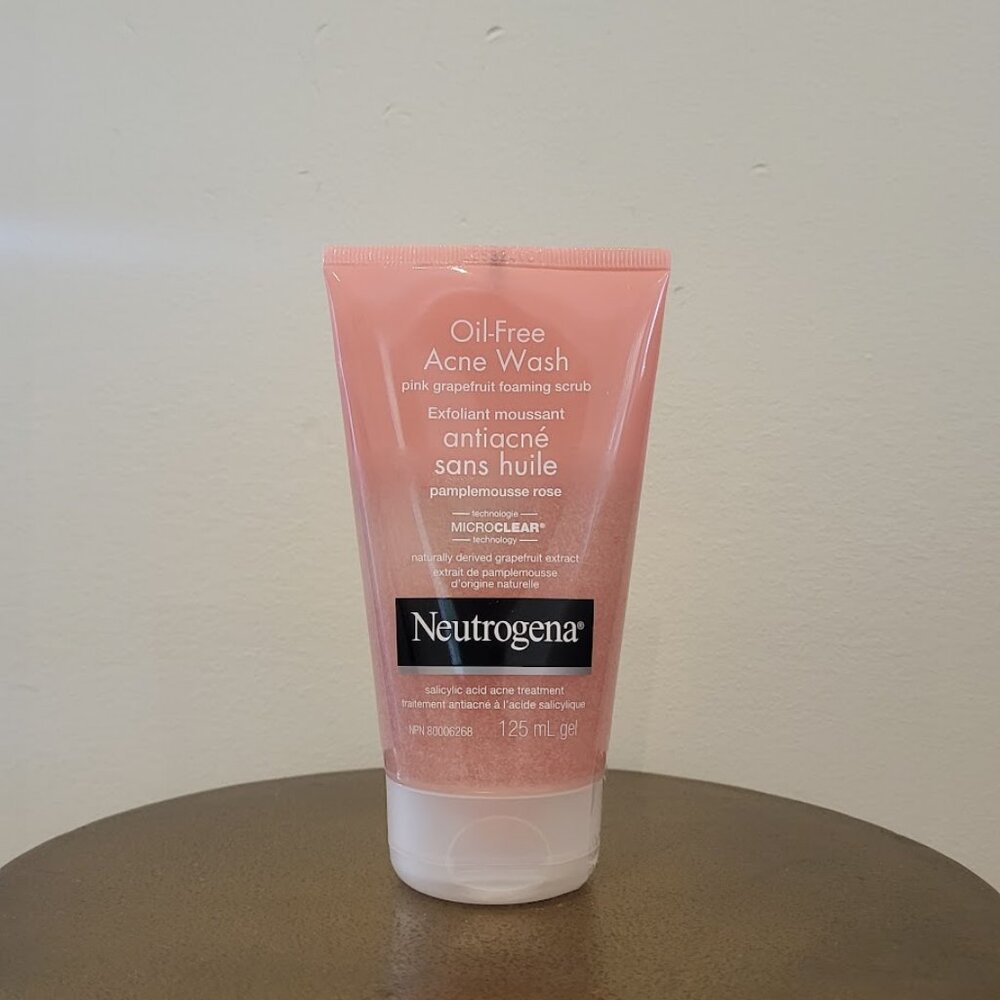 Oil-Free
Acne Wash
pink grapefruit foaming scrub
Exfoliant moussant
antiacné
sans huile
pamplemousse rose
technologie
MICROCLEAR®
technology
naturally derived grapefruit extract
extrait de pamplemousse
d'origine naturelle
Neutrogena®
salicylic acid acne treatment
traitement antiacné à l'acide salicylique
NPN 80006268 125 mL gel